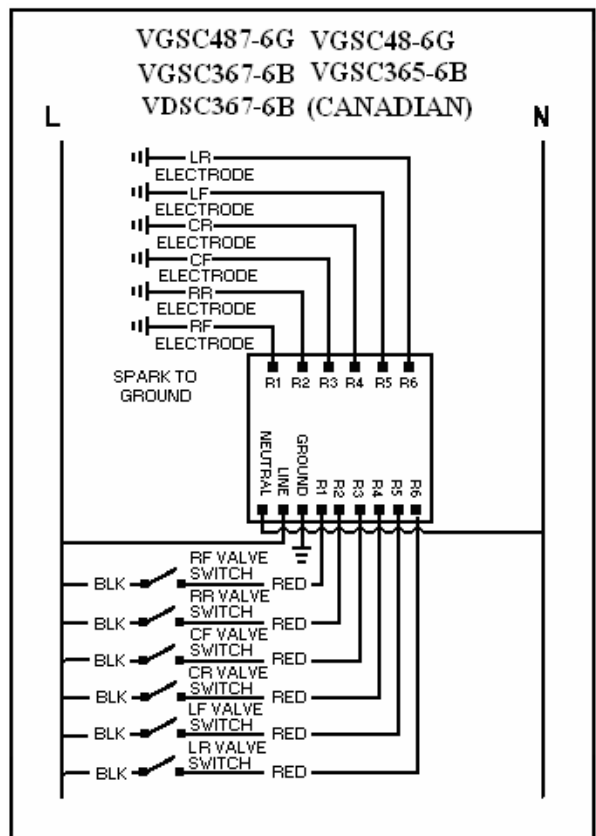 VGSC487-6G VGSC48-6G
VGSC367-6B VGSC365-6B
VDSC367-6B (CANADIAN)
L
N
LR
ELECTRODE
LF
ELECTRODE
CR
ELECTRODE
CF
ELECTRODE
RR
ELECTRODE
RF
ELECTRODE
SPARK TO
GROUND
R1 R2 R3 R4 R5 R6
NEUTRAL
LINE
GROUND
R1
R2
R3
R4
R5
R6
RF VALVE
SWITCH
BLK
RED
RR VALVE
SWITCH
BLK
RED
CF VALVE
SWITCH
BLK
RED
CR VALVE
SWITCH
BLK
RED
LF VALVE
SWITCH
BLK
RED
LR VALVE
SWITCH
BLK
RED